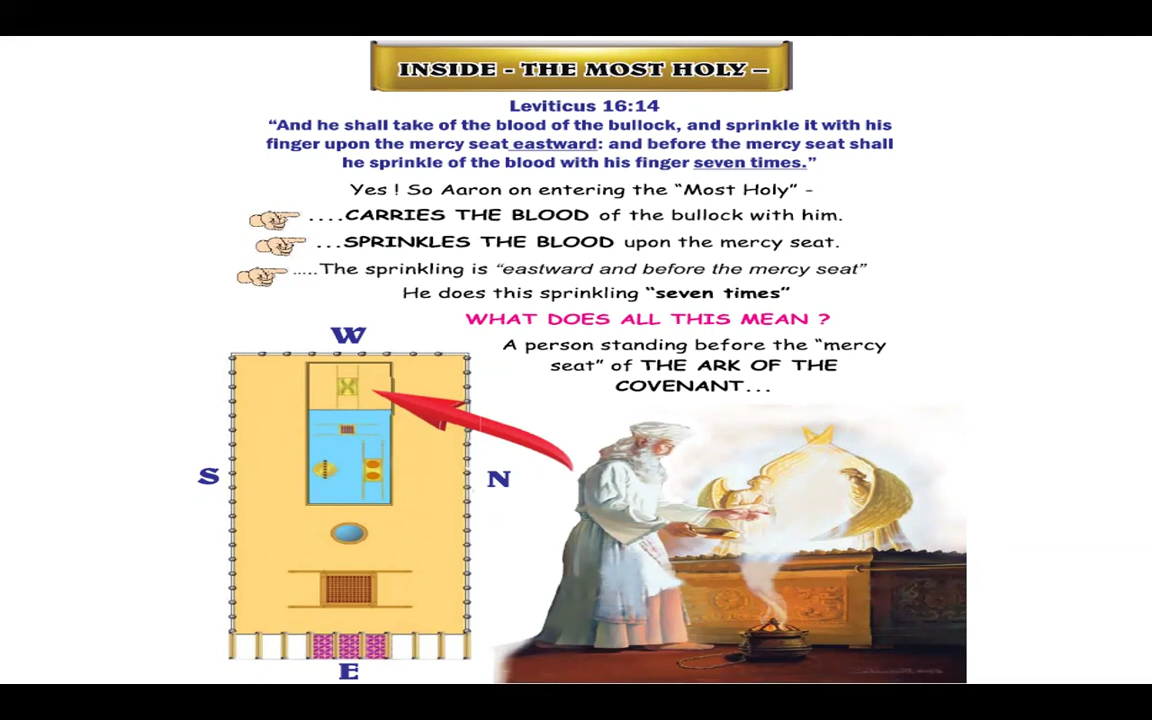 INSIDE - THE MOST HOLY –
Leviticus 16:14
“And he shall take of the blood of the bullock, and sprinkle it with his
finger upon the mercy seat eastward: and before the mercy seat shall
he sprinkle of the blood with his finger seven times.”
Yes ! So Aaron on entering the “Most Holy” -
....CARRIES THE BLOOD of the bullock with him.
...SPRINKLES THE BLOOD upon the mercy seat.
.....The sprinkling is “eastward and before the mercy seat”
He does this sprinkling “seven times”
WHAT DOES ALL THIS MEAN ?
A person standing before the “mercy
seat” of THE ARK OF THE
COVENANT...
W
S
N
E